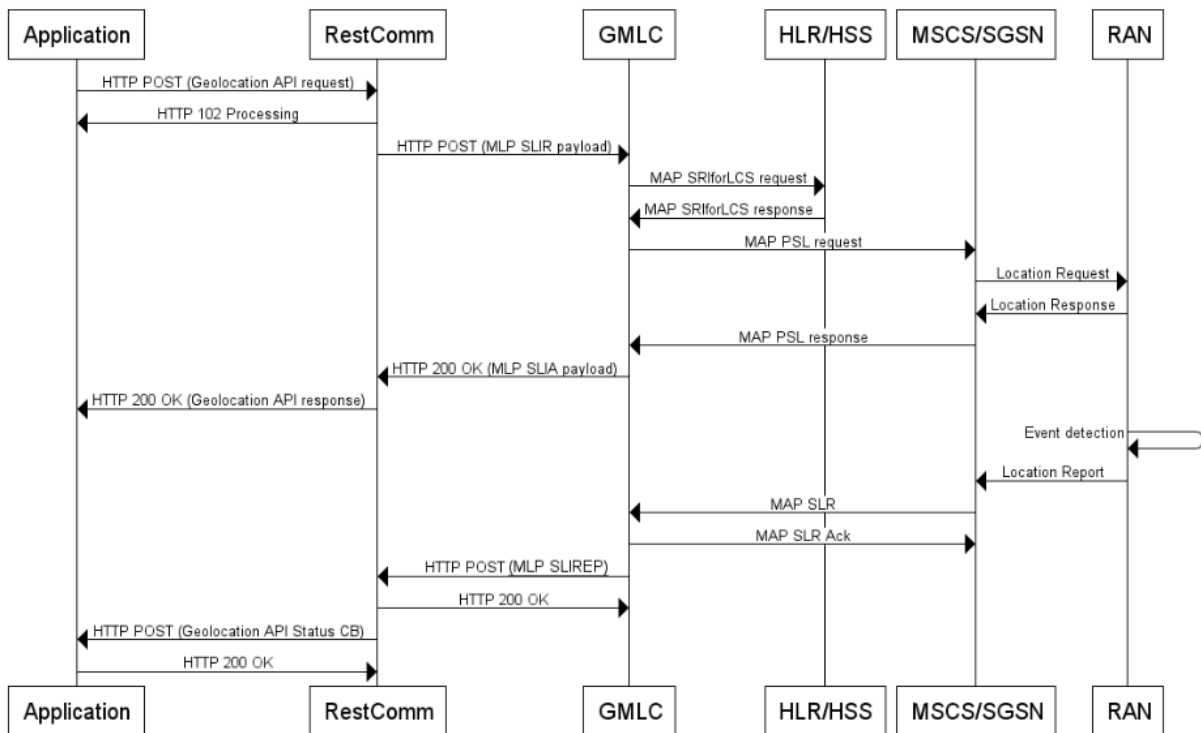 Application
RestComm
GMLC
HLR/HSS
MSCS/SGSN
RAN
HTTP POST (Geolocation API request)
HTTP 102 Processing
HTTP POST (MLP SLIR payload)
MAP SRIforLCS request
MAP SRIforLCS response
MAP PSL request
Location Request
Location Response
MAP PSL response
HTTP 200 OK (MLP SLIA payload)
HTTP 200 OK (Geolocation API response)
Event detection
Location Report
MAP SLR
MAP SLR Ack
HTTP POST (MLP SLIREP)
HTTP 200 OK
HTTP POST (Geolocation API Status CB)
HTTP 200 OK
Application
RestComm
GMLC
HLR/HSS
MSCS/SGSN
RAN